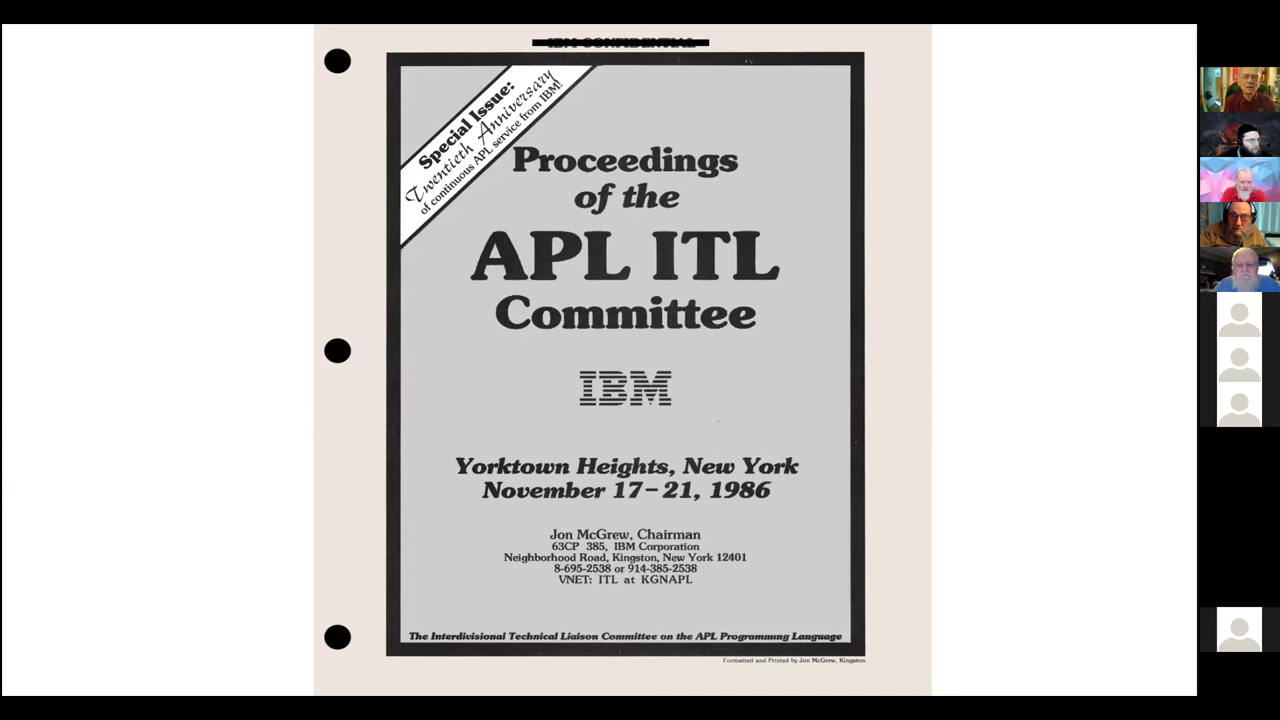 IBM CONFIDENTIAL
Special Issue:
Twentieth Anniversary
of continuous APL service from IBM!
Proceedings
of the
APL ITL
Committee
IBM
Yorktown Heights, New York
November 17-21, 1986
Jon McGrew, Chairman
63CP 385, IBM Corporation
Neighborhood Road, Kingston, New York 12401
8-695-2538 or 914-385-2538
VNET: ITL at KGNAPL
The Interdivisional Technical Liaison Committee on the APL Programming Language
Formatted and Printed by Jon McGrew, Kingston